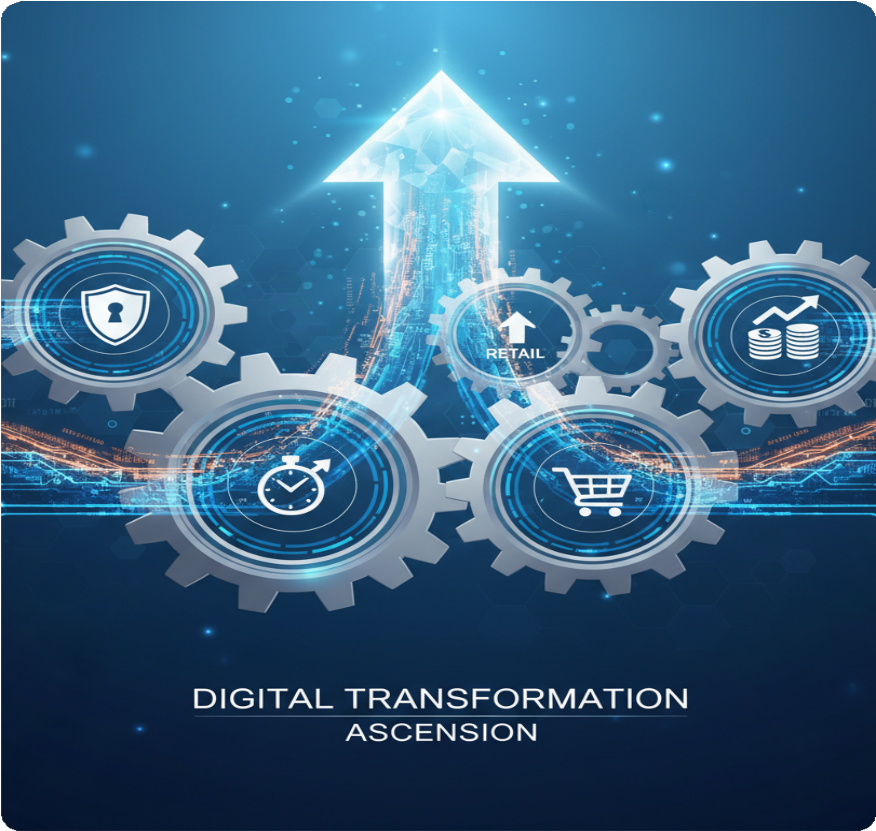 RETAIL
$
DIGITAL TRANSFORMATION
ASCENSION